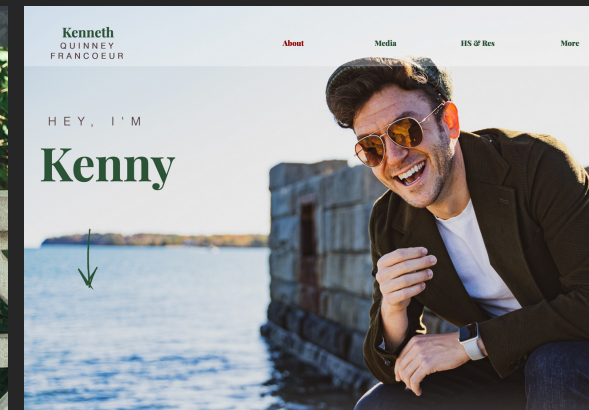 Kenneth
QUINNEY
FRANCOEUR
About
Media
HS & Res
More
HEY, I'M
Kenny